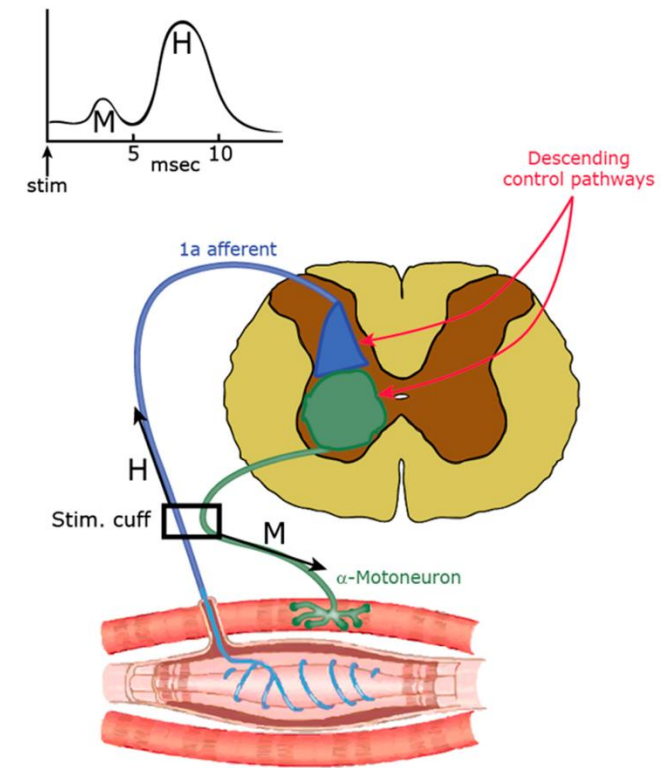 H
M
5
msec
10
stim
Descending
control pathways
1a afferent
H
Stim. cuff
M
α-Motoneuron